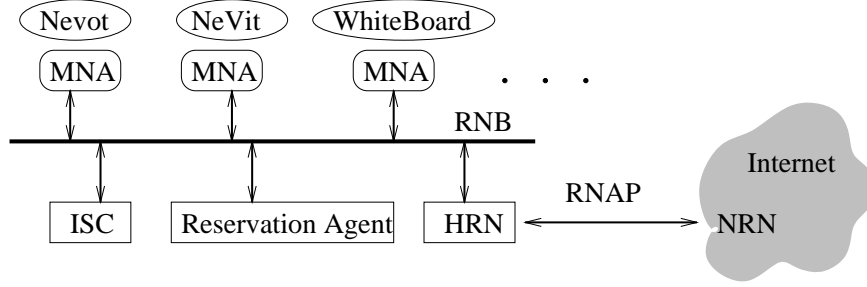 Nevot NeVit WhiteBoard
MNA MNA MNA . . .
RNB
Internet
RNAP
ISC Reservation Agent HRN NRN